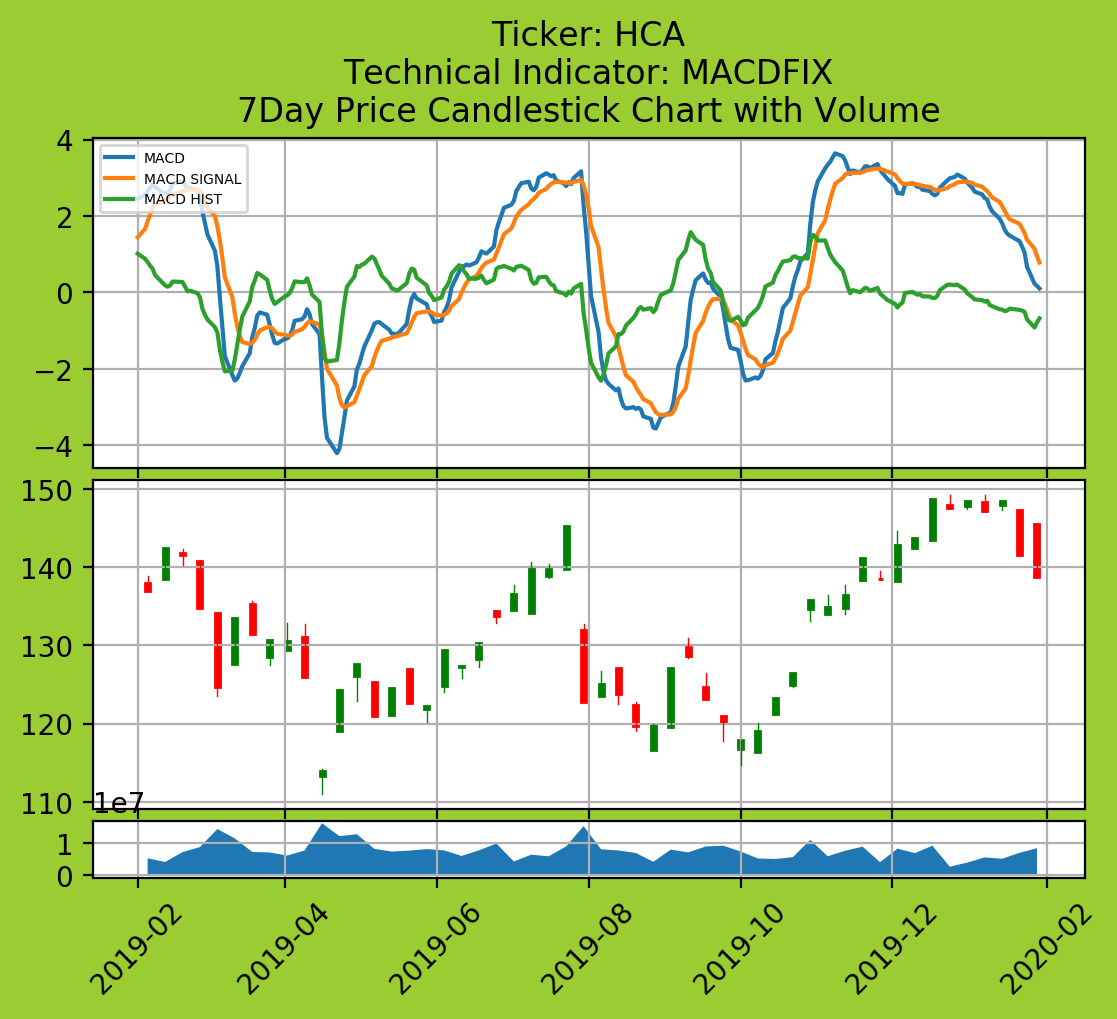 Ticker: HCA
Technical Indicator: MACDFIX
7Day Price Candlestick Chart with Volume
4
MACD
MACD SIGNAL
MACD HIST
2
0
−2
−4
150
140
130
120
110
1e7
1
0
2019-02
2019-04
2019-06
2019-08
2019-10
2019-12
2020-02